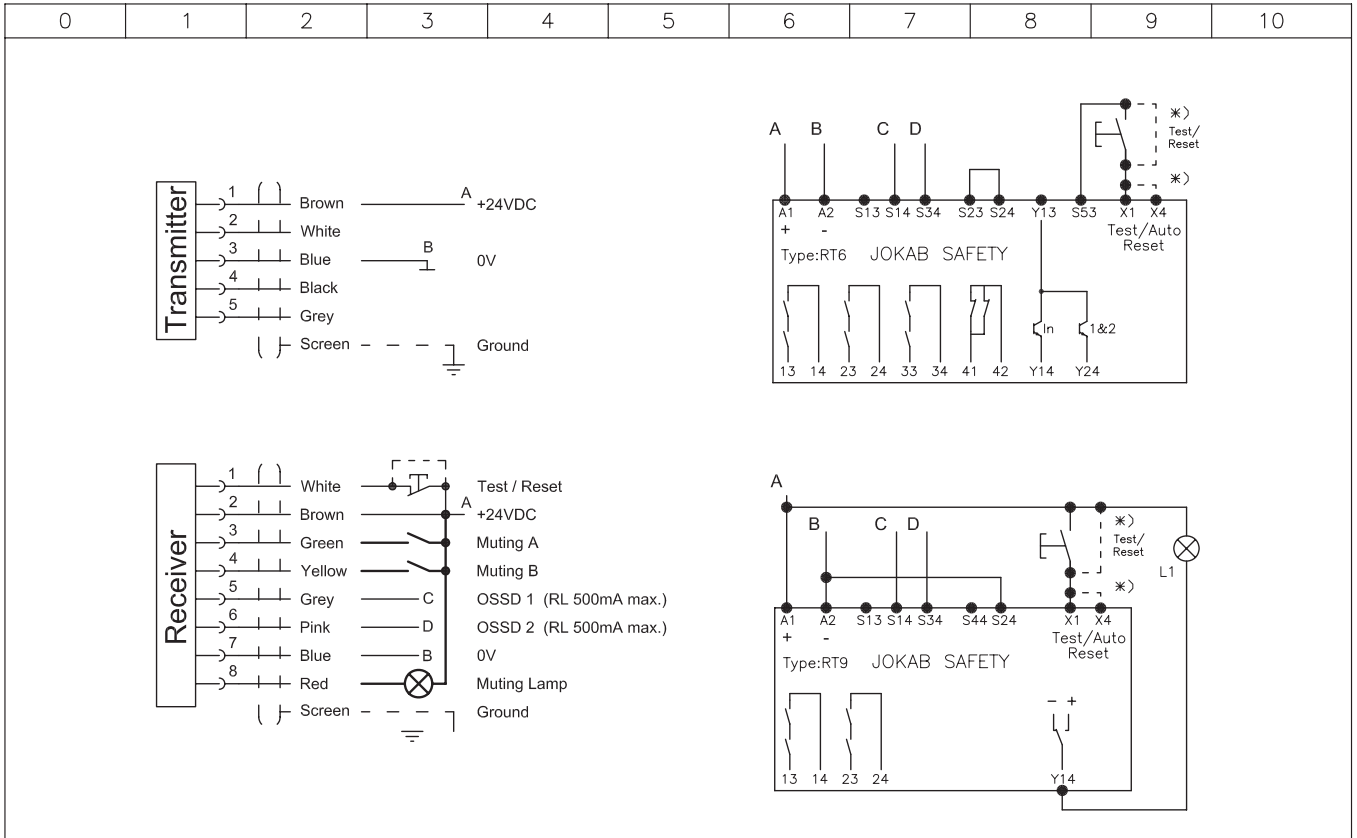 0 1 2 3 4 5 6 7 8 9 10
Transmitter
1 Brown A +24VDC
2 White
3 Blue B 0V
4 Black
5 Grey
Screen Ground
A B C D
✳) Test/
Reset
✳)
A1 A2 S13 S14 S34 S23 S24 Y13 S53 X1 X4
+ - Test/Auto
Reset
Type:RT6 JOKAB SAFETY
In 1&2
13 14 23 24 33 34 41 42 Y14 Y24
Receiver
1 White Test / Reset
2 Brown A +24VDC
3 Green Muting A
4 Yellow Muting B
5 Grey C OSSD 1 (RL 500mA max.)
6 Pink D OSSD 2 (RL 500mA max.)
7 Blue B 0V
8 Red Muting Lamp
Screen Ground
A
B C D
✳) Test/
Reset
L1
✳)
A1 A2 S13 S14 S34 S44 S24 X1 X4
+ - Test/Auto
Reset
Type:RT9 JOKAB SAFETY
- +
13 14 23 24 Y14